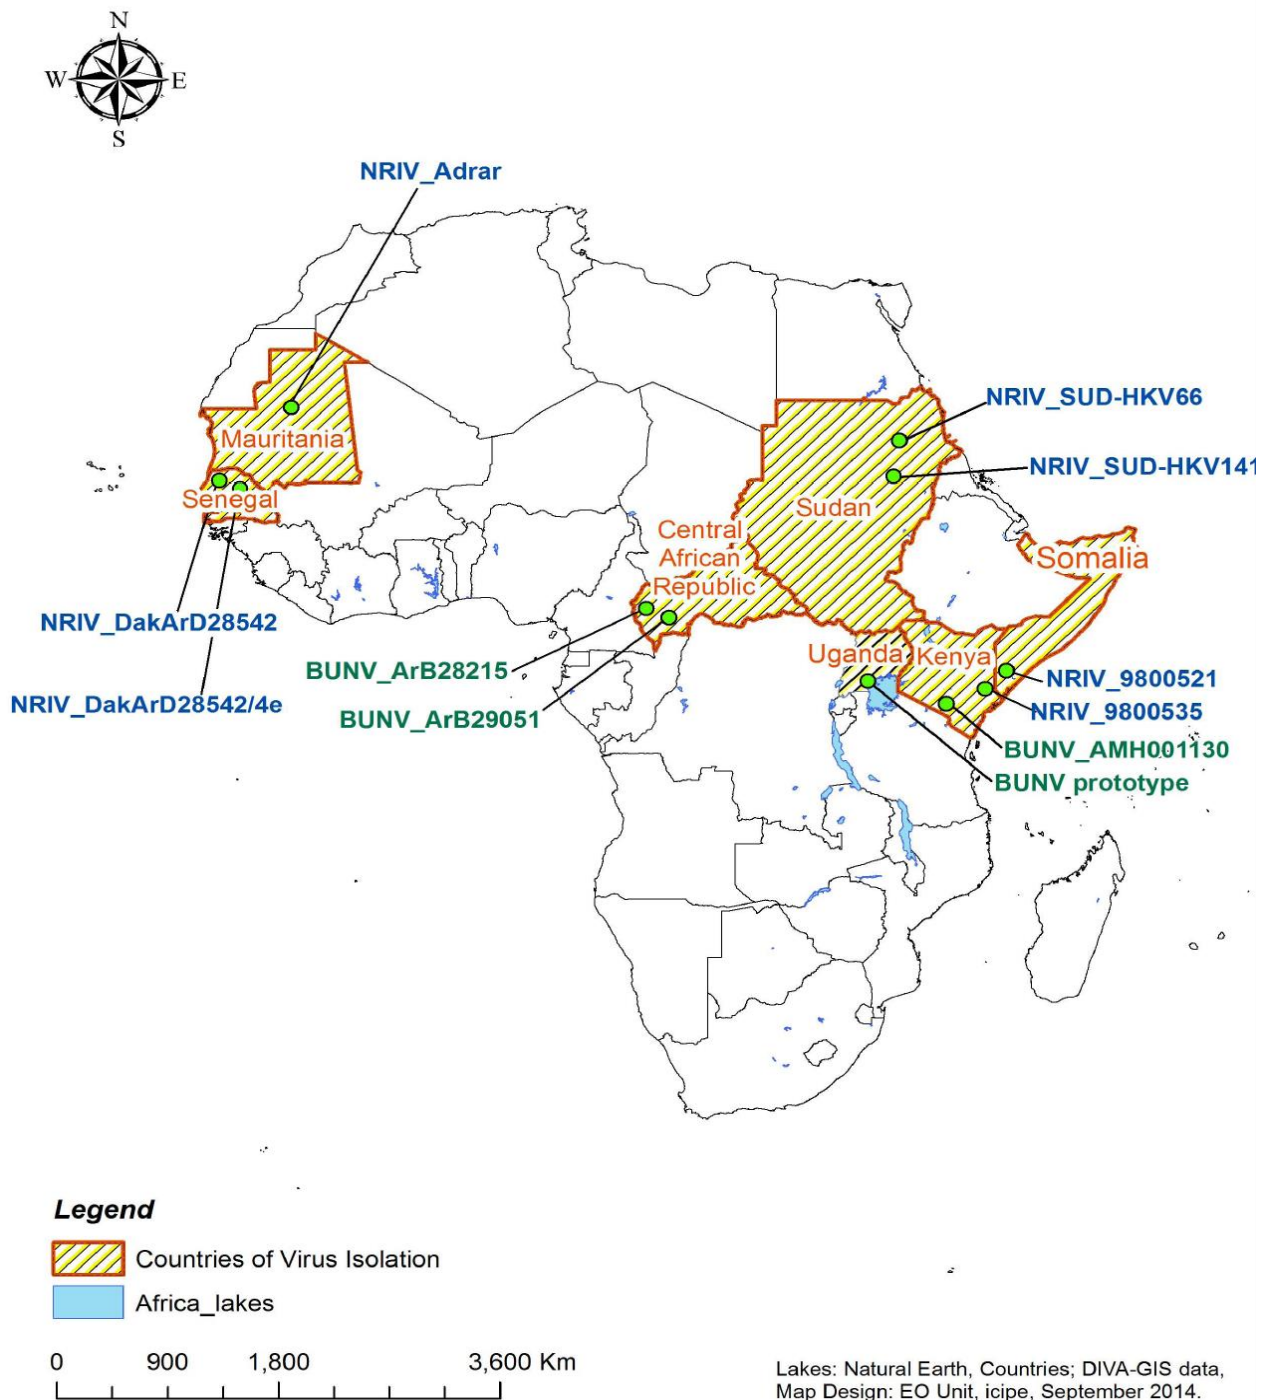 N
W E
S
NRIV_Adrar
NRIV_SUD-HKV66
NRIV_SUD-HKV141
Mauritania
Senegal
Sudan
Central
African
Republic
Somalia
NRIV_DakArD28542
NRIV_DakArD28542/4e
BUNV_ArB28215
BUNV_ArB29051
Uganda
Kenya
NRIV_9800521
NRIV_9800535
BUNV_AMH001130
BUNV prototype
Legend
Countries of Virus Isolation
Africa_lakes
0 900 1,800 3,600 Km
Lakes: Natural Earth, Countries; DIVA-GIS data,
Map Design: EO Unit, icipe, September 2014.